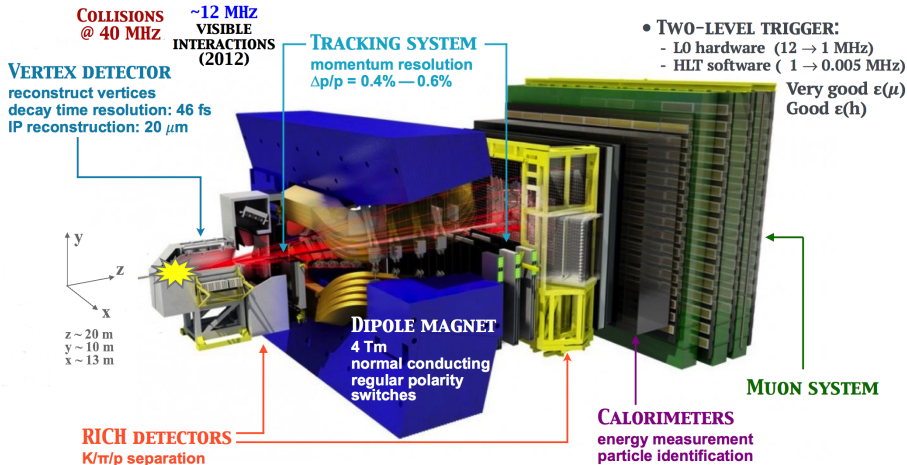 COLLISIONS
@ 40 MHZ
~12 MHZ
VISIBLE
INTERACTIONS
(2012)
TRACKING SYSTEM
momentum resolution
Δp/p = 0.4% — 0.6%
• TWO-LEVEL TRIGGER:
- L0 hardware (12 → 1 MHz)
- HLT software ( 1 → 0.005 MHz)
Very good ε(μ)
Good ε(h)
VERTEX DETECTOR
reconstruct vertices
decay time resolution: 46 fs
IP reconstruction: 20 μm
y
z
x
z ~ 20 m
y ~ 10 m
x ~ 13 m
DIPOLE MAGNET
4 Tm
normal conducting
regular polarity
switches
MUON SYSTEM
CALORIMETERS
energy measurement
particle identification
RICH DETECTORS
K/π/p separation